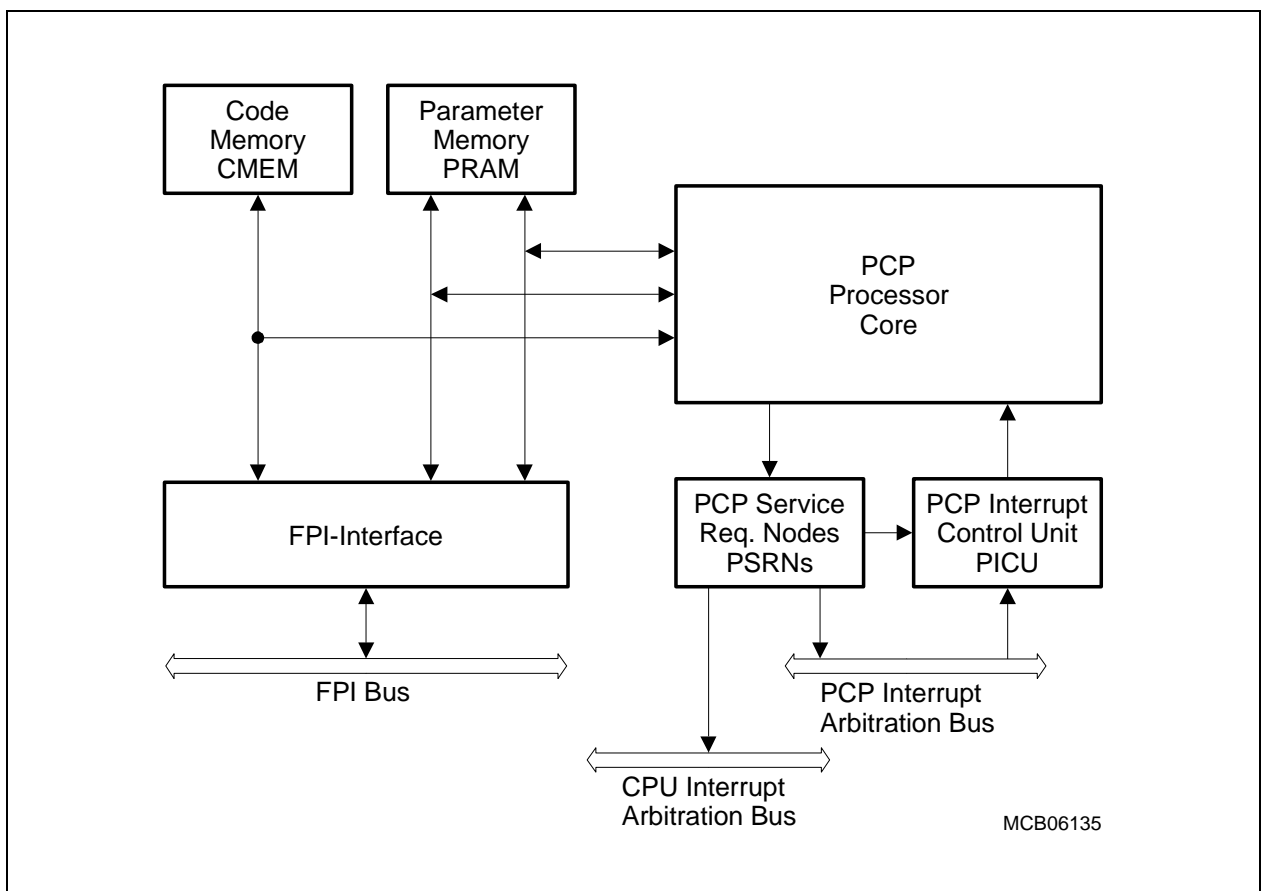 Code
Memory
CMEM
Parameter
Memory
PRAM
PCP
Processor
Core
FPI-Interface
PCP Service
Req. Nodes
PSRNs
PCP Interrupt
Control Unit
PICU
FPI Bus
PCP Interrupt
Arbitration Bus
CPU Interrupt
Arbitration Bus
MCB06135